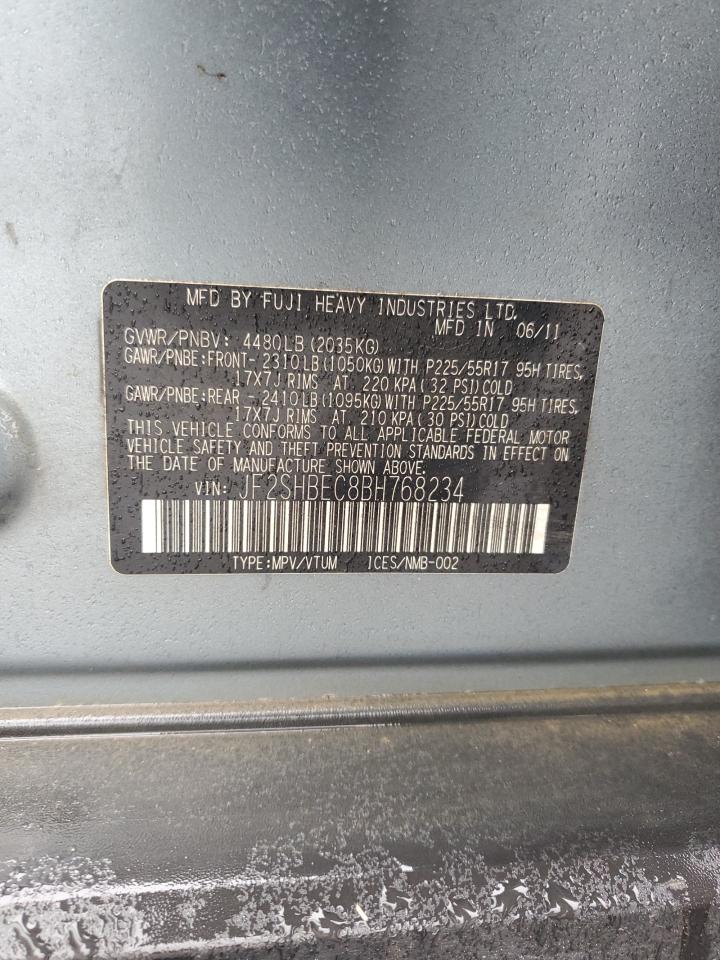 MFD BY FUJI HEAVY INDUSTRIES LTD.
MFD IN 06/11
GVWR/PNBV: 4480LB (2035KG)
GAWR/PNBE:FRONT- 2310LB(1050KG)WITH P225/55R17 95H TIRES,
17X7J RIMS AT 220 KPA(32 PSI)COLD
GAWR/PNBE:REAR - 2410LB(1095KG)WITH P225/55R17 95H TIRES,
17X7J RIMS AT 210 KPA(30 PSI)COLD
THIS VEHICLE CONFORMS TO ALL APPLICABLE FEDERAL MOTOR
VEHICLE SAFETY AND THEFT PREVENTION STANDARDS IN EFFECT ON
THE DATE OF MANUFACTURE SHOWN ABOVE.
VIN: JF2SHBEC8BH768234
TYPE:MPV/VTUM ICES/NMB-002